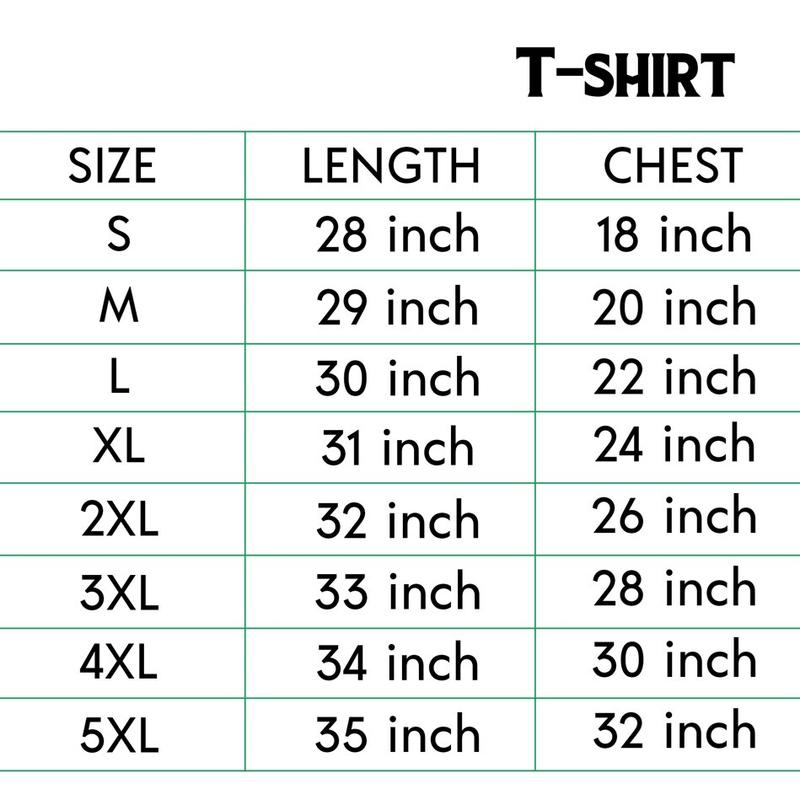 T-SHIRT
SIZE LENGTH CHEST
S 28 inch 18 inch
M 29 inch 20 inch
L 30 inch 22 inch
XL 31 inch 24 inch
2XL 32 inch 26 inch
3XL 33 inch 28 inch
4XL 34 inch 30 inch
5XL 35 inch 32 inch